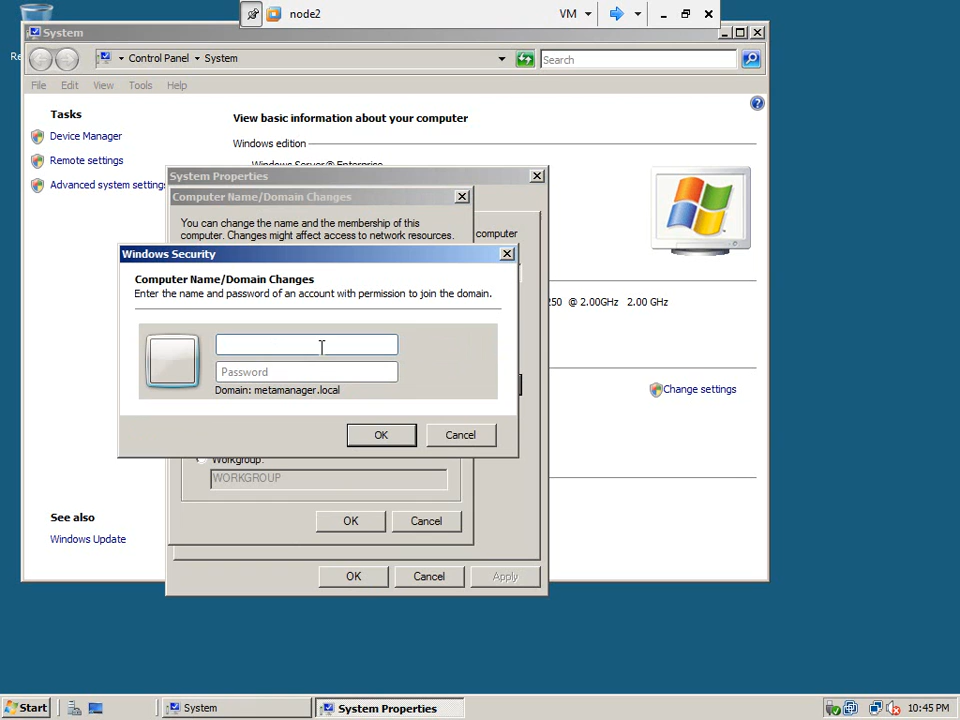 node2
VM
System
Control Panel
System
Search
File Edit View Tools Help
Tasks
Device Manager
Remote settings
Advanced system settings
View basic information about your computer
Windows edition
Windows Server® Enterprise
System Properties
Computer Name/Domain Changes
You can change the name and the membership of this
computer. Changes might affect access to network resources.
computer
Windows Security
Computer Name/Domain Changes
Enter the name and password of an account with permission to join the domain.
Password
Domain: metamanager.local
OK Cancel
250 @ 2.00GHz 2.00 GHz
Change settings
Workgroup:
WORKGROUP
OK Cancel
OK Cancel Apply
See also
Windows Update
Start
System
System Properties
10:45 PM